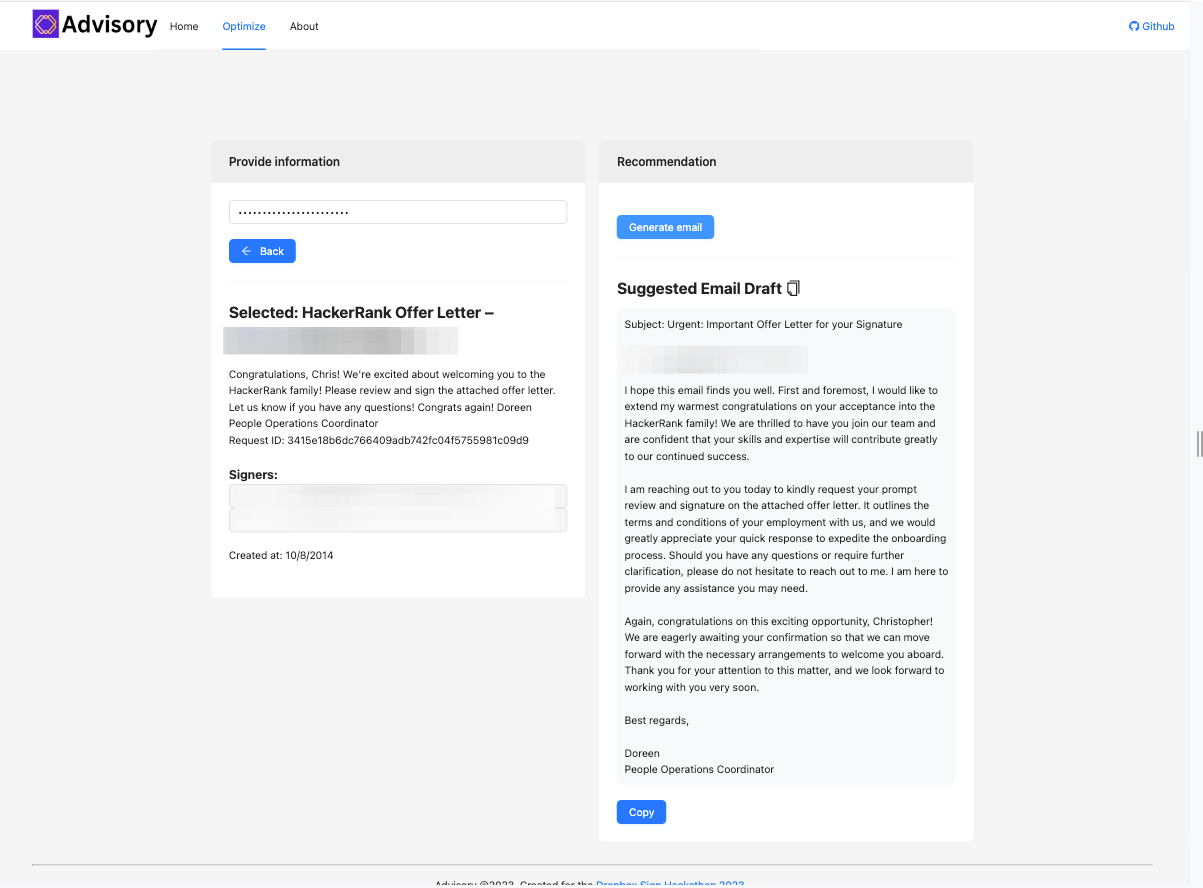 Advisory
Home
Optimize
About
Github
Provide information
Back
Selected: HackerRank Offer Letter –
Congratulations, Chris! We're excited about welcoming you to the
HackerRank family! Please review and sign the attached offer letter.
Let us know if you have any questions! Congrats again! Doreen
People Operations Coordinator
Request ID: 3415e18b6dc766409adb742fc04f5755981c09d9
Signers:
Created at: 10/8/2014
Recommendation
Generate email
Suggested Email Draft
Subject: Urgent: Important Offer Letter for your Signature
I hope this email finds you well. First and foremost, I would like to
extend my warmest congratulations on your acceptance into the
HackerRank family! We are thrilled to have you join our team and
are confident that your skills and expertise will contribute greatly
to our continued success.
I am reaching out to you today to kindly request your prompt
review and signature on the attached offer letter. It outlines the
terms and conditions of your employment with us, and we would
greatly appreciate your quick response to expedite the onboarding
process. Should you have any questions or require further
clarification, please do not hesitate to reach out to me. I am here to
provide any assistance you may need.
Again, congratulations on this exciting opportunity, Christopher!
We are eagerly awaiting your confirmation so that we can move
forward with the necessary arrangements to welcome you aboard.
Thank you for your attention to this matter, and we look forward to
working with you very soon.
Best regards,
Doreen
People Operations Coordinator
Copy
Advisory ©2023. Created for the Dropbox Sign Hackathon 2023